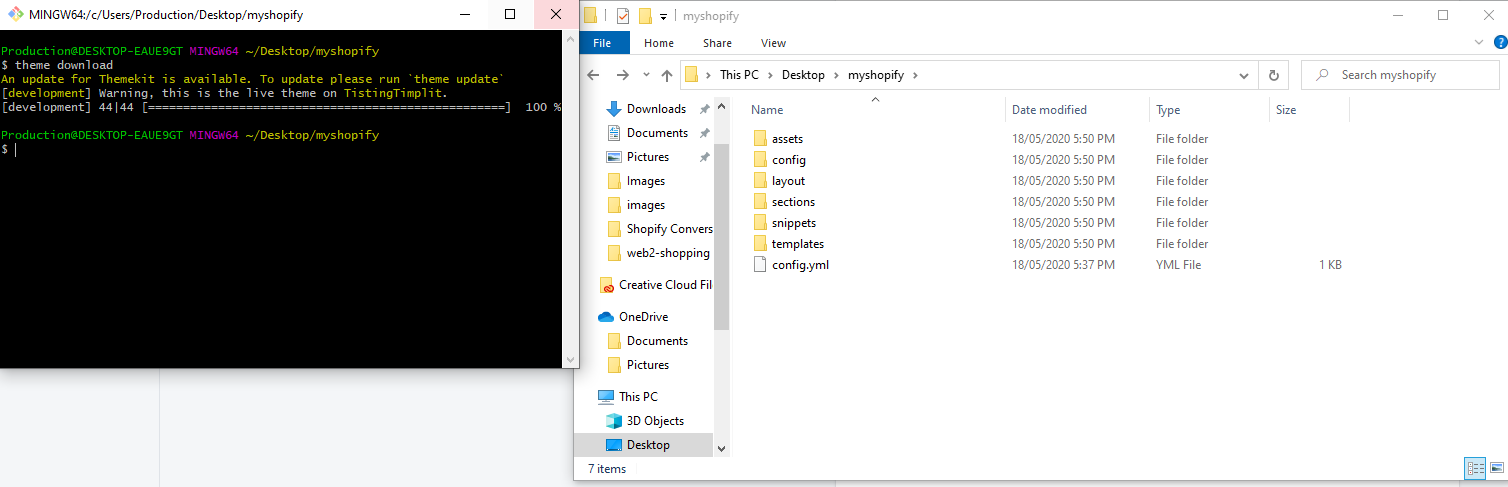 MINGW64:/c/Users/Production/Desktop/myshopify
Production@DESKTOP-EAUE9GT MINGW64 ~/Desktop/myshopify
$ theme download
An update for Themekit is available. To update please run `theme update`
[development] Warning, this is the live theme on TistingTimplit.
[development] 44|44 [==================================================] 100 %
Production@DESKTOP-EAUE9GT MINGW64 ~/Desktop/myshopify
$
myshopify
File Home Share View
This PC Desktop myshopify
Search myshopify
Downloads
Documents
Pictures
Images
images
Shopify Convers
web2-shopping
Creative Cloud Fil
OneDrive
Documents
Pictures
This PC
3D Objects
Desktop
Name Date modified Type Size
assets 18/05/2020 5:50 PM File folder
config 18/05/2020 5:50 PM File folder
layout 18/05/2020 5:50 PM File folder
sections 18/05/2020 5:50 PM File folder
snippets 18/05/2020 5:50 PM File folder
templates 18/05/2020 5:50 PM File folder
config.yml 18/05/2020 5:37 PM YML File 1 KB
7 items